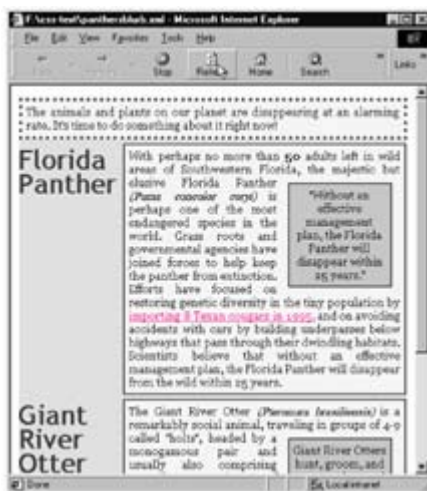 F:\css-text\panthersblurb.xml - Microsoft Internet Explorer
File Edit View Favorites Tools Help
Stop Refresh Home Search Links
The animals and plants on our planet are disappearing at an alarming
rate. It's time to do something about it right now!
Florida
Panther
With perhaps no more than 50 adults left in wild
areas of Southwestern Florida, the majestic but
elusive Florida Panther
(Puma concolor coryi) is
perhaps one of the most
endangered species in the
world. Grass roots and
governmental agencies have
joined forces to help keep
the panther from extinction.
Efforts have focused on
restoring genetic diversity in the tiny population by
importing 8 Texan cougars in 1995, and on avoiding
accidents with cars by building underpasses below
highways that pass through their dwindling habitats.
Scientists believe that without an effective
management plan, the Florida Panther will disappear
from the wild within 25 years.
"Without an
effective
management
plan, the Florida
Panther will
disappear within
25 years."
Giant
River
Otter
The Giant River Otter (Pteronura brasiliensis) is a
remarkably social animal, traveling in groups of 4-9
called "holts", headed by a
monogamous pair and
usually also comprising
Giant River Otters
hunt, groom, and
Done
Local intranet